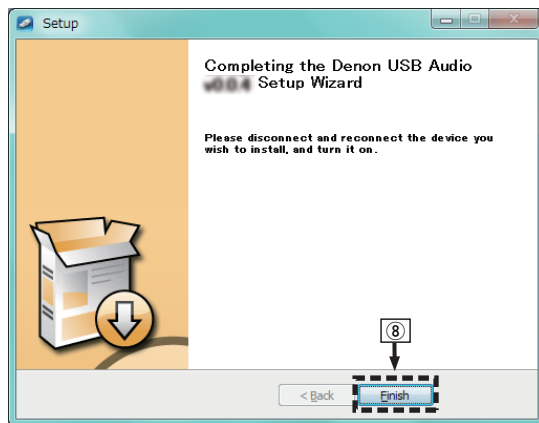 Setup
Completing the Denon USB Audio
Setup Wizard
Please disconnect and reconnect the device you
wish to install, and turn it on.
⑧
< Back
Finish